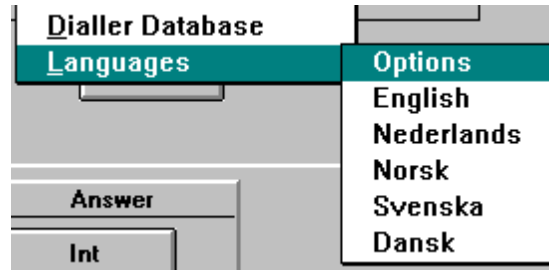 Dialler Database
Languages
Options
English
Nederlands
Norsk
Svenska
Dansk
Answer
Int